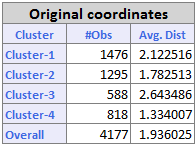 Original coordinates
Cluster #Obs Avg. Dist
Cluster-1 1476 2.122516
Cluster-2 1295 1.782513
Cluster-3 588 2.643486
Cluster-4 818 1.334007
Overall 4177 1.936025